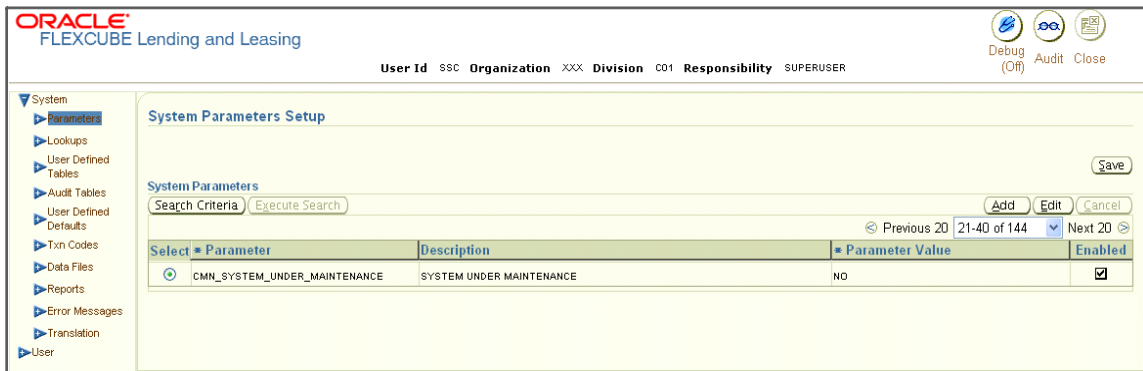 ORACLE
FLEXCUBE Lending and Leasing
Debug (Off)
Audit
Close
User Id SSC Organization XXX Division C01 Responsibility SUPERUSER
System
Parameters
Lookups
User Defined Tables
Audit Tables
User Defined Defaults
Txn Codes
Data Files
Reports
Error Messages
Translation
User
System Parameters Setup
Save
System Parameters
Search Criteria Execute Search Add Edit Cancel
Previous 20 21-40 of 144 Next 20
Select * Parameter Description * Parameter Value Enabled
CMN_SYSTEM_UNDER_MAINTENANCE SYSTEM UNDER MAINTENANCE NO